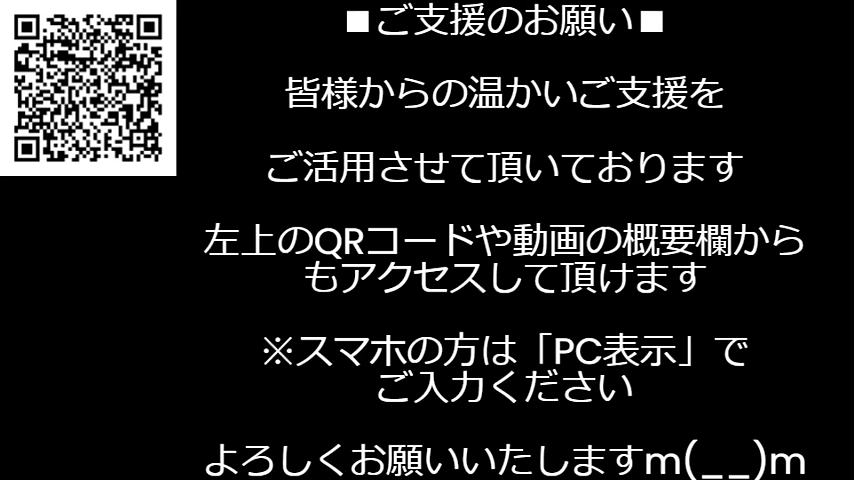 ■ご支援のお願い■
皆様からの温かいご支援を
ご活用させて頂いております
左上のQRコードや動画の概要欄から
もアクセスして頂けます
※スマホの方は「PC表示」で
ご入力ください
よろしくお願いいたしますm(__)m